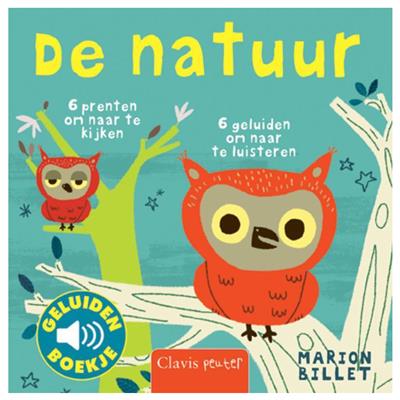 De natuur
6 prenten
om naar te
kijken
6 geluiden
om naar
te luisteren
GELUIDEN
BOEKJE
Clavis peuter
MARION
BILLET